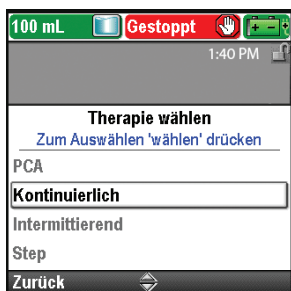 100 mL Gestoppt
1:40 PM
Therapie wählen
Zum Auswählen 'wählen' drücken
PCA
Kontinuierlich
Intermittierend
Step
Zurück